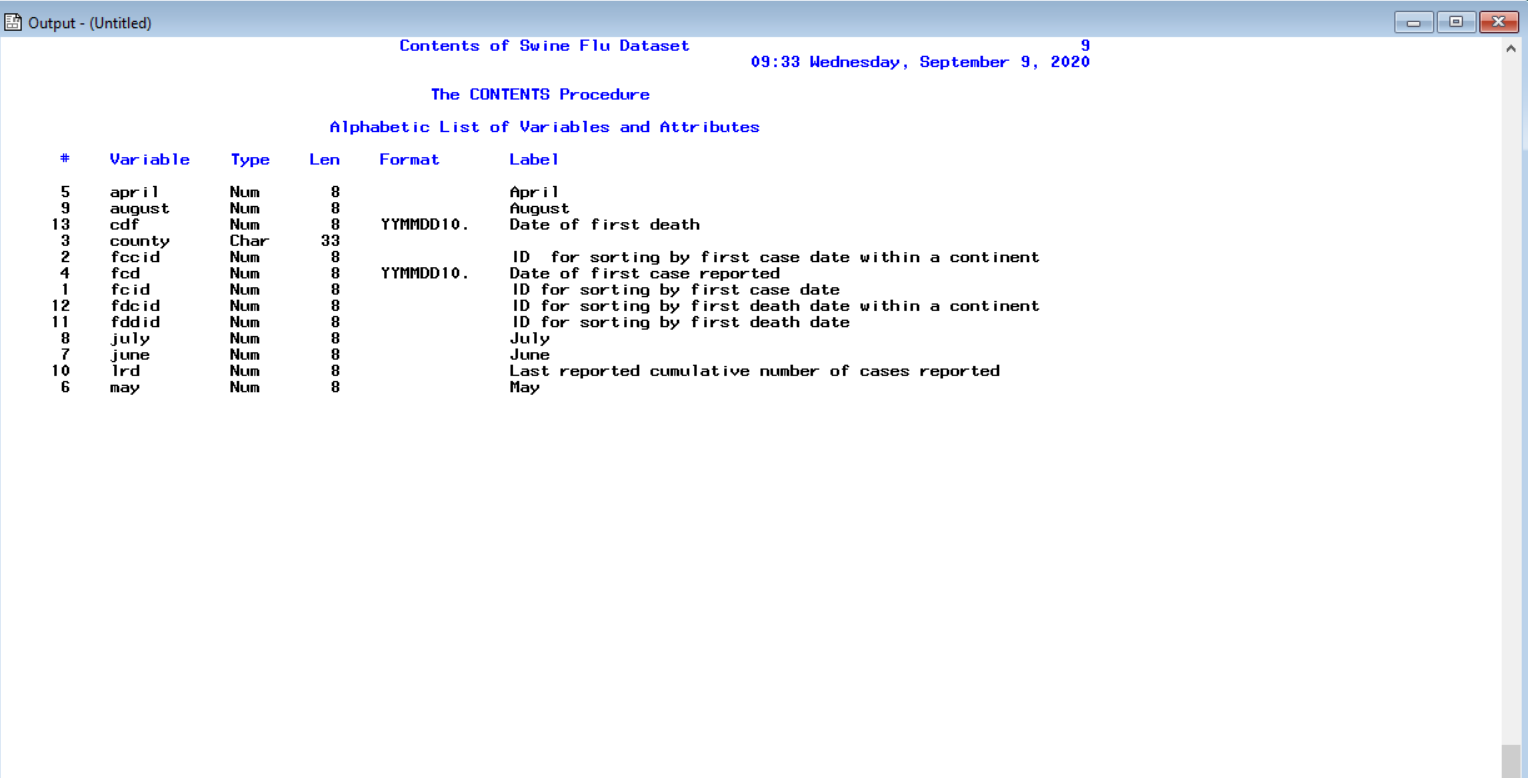 Output - (Untitled)
Contents of Swine Flu Dataset 9
09:33 Wednesday, September 9, 2020
The CONTENTS Procedure
Alphabetic List of Variables and Attributes
# Variable Type Len Format Label
5 april Num 8 April
9 august Num 8 August
13 cdf Num 8 YYMMDD10. Date of first death
3 county Char 33
2 fccid Num 8 ID  for sorting by first case date within a continent
4 fcd Num 8 YYMMDD10. Date of first case reported
1 fcid Num 8 ID for sorting by first case date
12 fdcid Num 8 ID for sorting by first death date within a continent
11 fddid Num 8 ID for sorting by first death date
8 july Num 8 July
7 june Num 8 June
10 lrd Num 8 Last reported cumulative number of cases reported
6 may Num 8 May